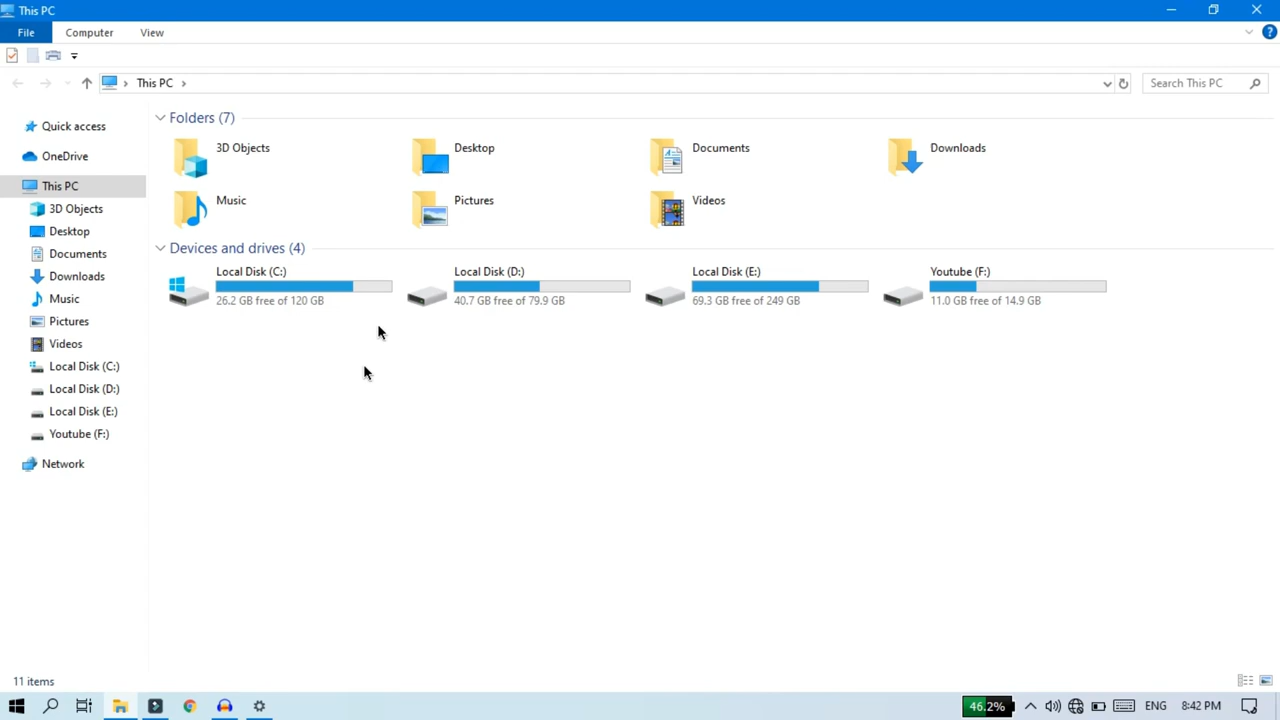 This PC
File Computer View
This PC
Search This PC
Quick access
OneDrive
This PC
3D Objects
Desktop
Documents
Downloads
Music
Pictures
Videos
Local Disk (C:)
Local Disk (D:)
Local Disk (E:)
Youtube (F:)
Network
Folders (7)
3D Objects Desktop Documents Downloads
Music Pictures Videos
Devices and drives (4)
Local Disk (C:) Local Disk (D:) Local Disk (E:) Youtube (F:)
26.2 GB free of 120 GB 40.7 GB free of 79.9 GB 69.3 GB free of 249 GB 11.0 GB free of 14.9 GB
11 items
46.2% ENG 8:42 PM